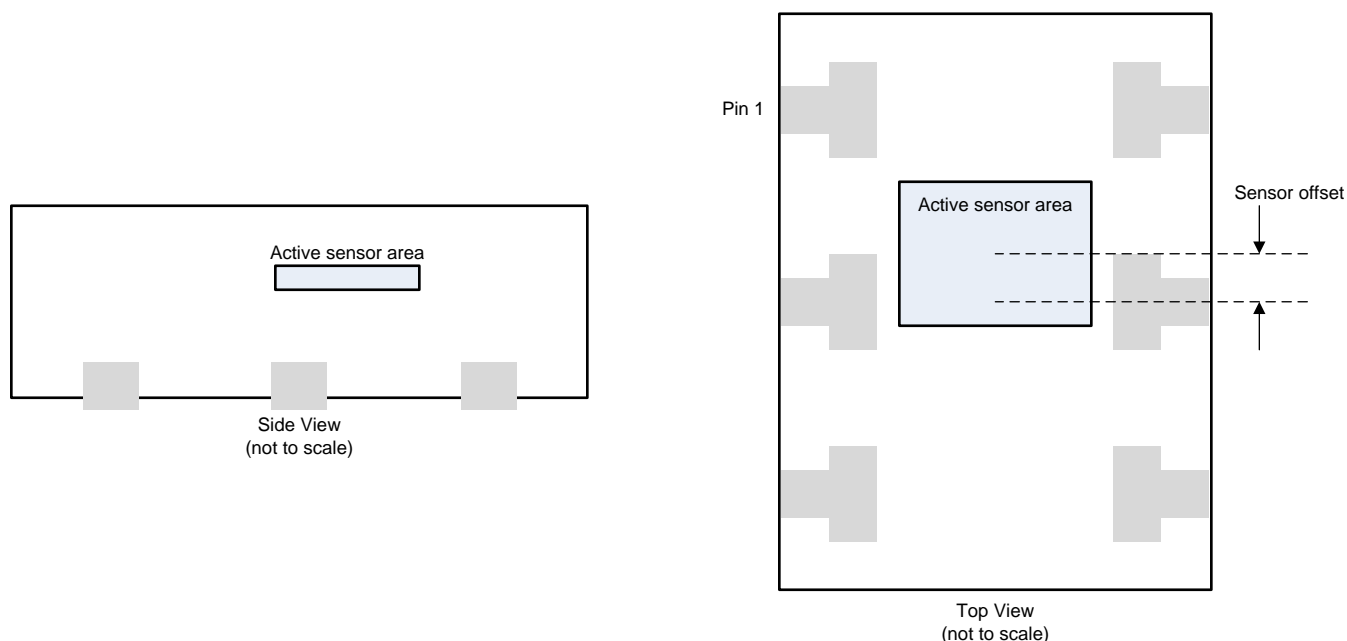 Active sensor area
Side View
(not to scale)
Pin 1
Active sensor area
Sensor offset
Top View
(not to scale)